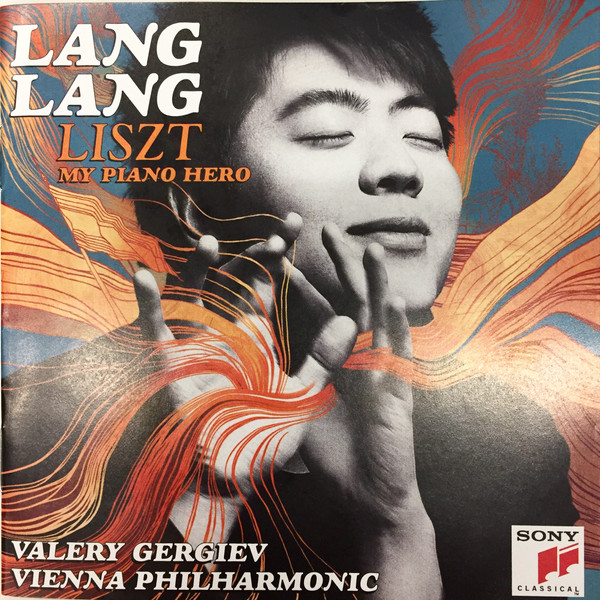 LANG
LANG
LISZT
MY PIANO HERO
VALERY GERGIEV
VIENNA PHILHARMONIC
SONY
CLASSICAL